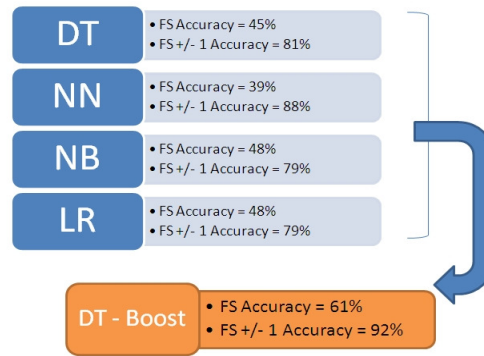 DT
• FS Accuracy = 45%
• FS +/- 1 Accuracy = 81%
NN
• FS Accuracy = 39%
• FS +/- 1 Accuracy = 88%
NB
• FS Accuracy = 48%
• FS +/- 1 Accuracy = 79%
LR
• FS Accuracy = 48%
• FS +/- 1 Accuracy = 79%
DT - Boost
• FS Accuracy = 61%
• FS +/- 1 Accuracy = 92%